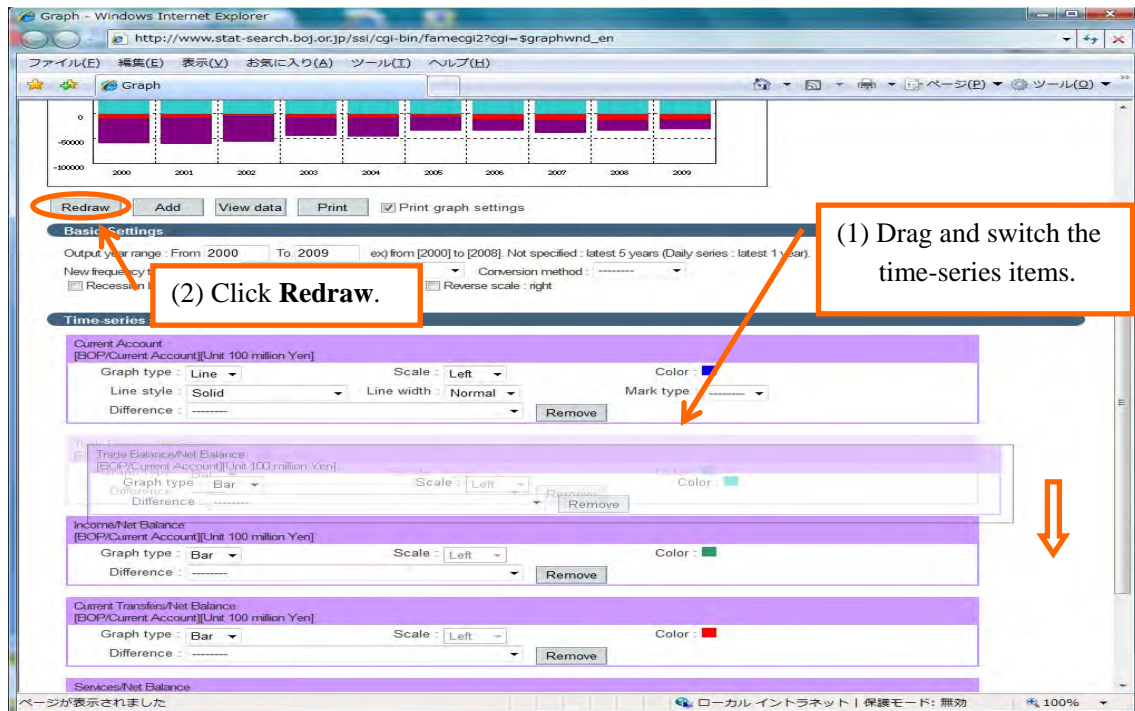 Graph - Windows Internet Explorer
http://www.stat-search.boj.or.jp/ssi/cgi-bin/famecgi2?cgi=$graphwnd_en
ファイル(F) 編集(E) 表示(V) お気に入り(A) ツール(T) ヘルプ(H)
Graph ページ(P) ツール(O)
0
-50000
-100000
2000 2001 2002 2003 2004 2005 2006 2007 2008 2009
Redraw Add View data Print Print graph settings
(1) Drag and switch the
time-series items.
Basic Settings
Output year range : From 2000 To 2009 ex) from [2000] to [2008]. Not specified : latest 5 years (Daily series : latest 1 year).
New frequency Conversion method : --------
Recession Reverse scale : right
(2) Click Redraw.
Time-series
Current Account
[BOP/Current Account][Unit 100 million Yen]
Graph type : Line Scale : Left Color :
Line style : Solid Line width : Normal Mark type : --------
Difference : -------- Remove
Trade Balance/Net Balance
[BOP/Current Account][Unit 100 million Yen]
Graph type : Bar Scale : Left Color :
Difference : -------- Remove
Income/Net Balance
[BOP/Current Account][Unit 100 million Yen]
Graph type : Bar Scale : Left Color :
Difference : -------- Remove
Current Transfers/Net Balance
[BOP/Current Account][Unit 100 million Yen]
Graph type : Bar Scale : Left Color :
Difference : -------- Remove
Services/Net Balance
ページが表示されました ローカル イントラネット | 保護モード: 無効 100%